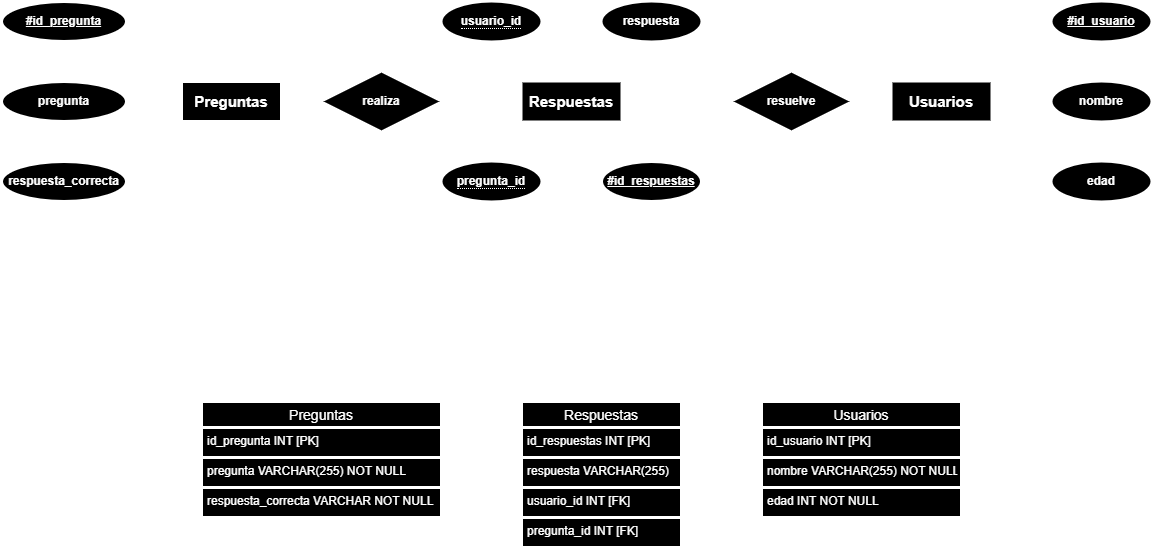 #id_pregunta
usuario_id
respuesta
#id_usuario
pregunta
Preguntas
realiza
Respuestas
resuelve
Usuarios
nombre
respuesta_correcta
pregunta_id
#id_respuestas
edad
Preguntas
id_pregunta INT [PK]
pregunta VARCHAR(255) NOT NULL
respuesta_correcta VARCHAR NOT NULL
Respuestas
id_respuestas INT [PK]
respuesta VARCHAR(255)
usuario_id INT [FK]
pregunta_id INT [FK]
Usuarios
id_usuario INT [PK]
nombre VARCHAR(255) NOT NULL
edad INT NOT NULL